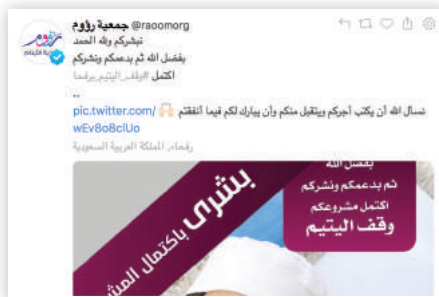 رؤوم
جمعية رؤوم @raoomorg
نبشركم ولله الحمد
بفضل الله ثم بدعمكم ونشركم
اكتمل #وقف_اليتيم_برفحا
..
نسأل الله أن يكتب أجركم ويتقبل منكم وأن يبارك لكم فيما أنفقتم pic.twitter.com/
wEv8o8clUo
رفحاء, المملكة العربية السعودية
بفضل الله
ثم بدعمكم ونشركم
اكتمل مشروعكم
وقف اليتيم
بشرى باكتمال